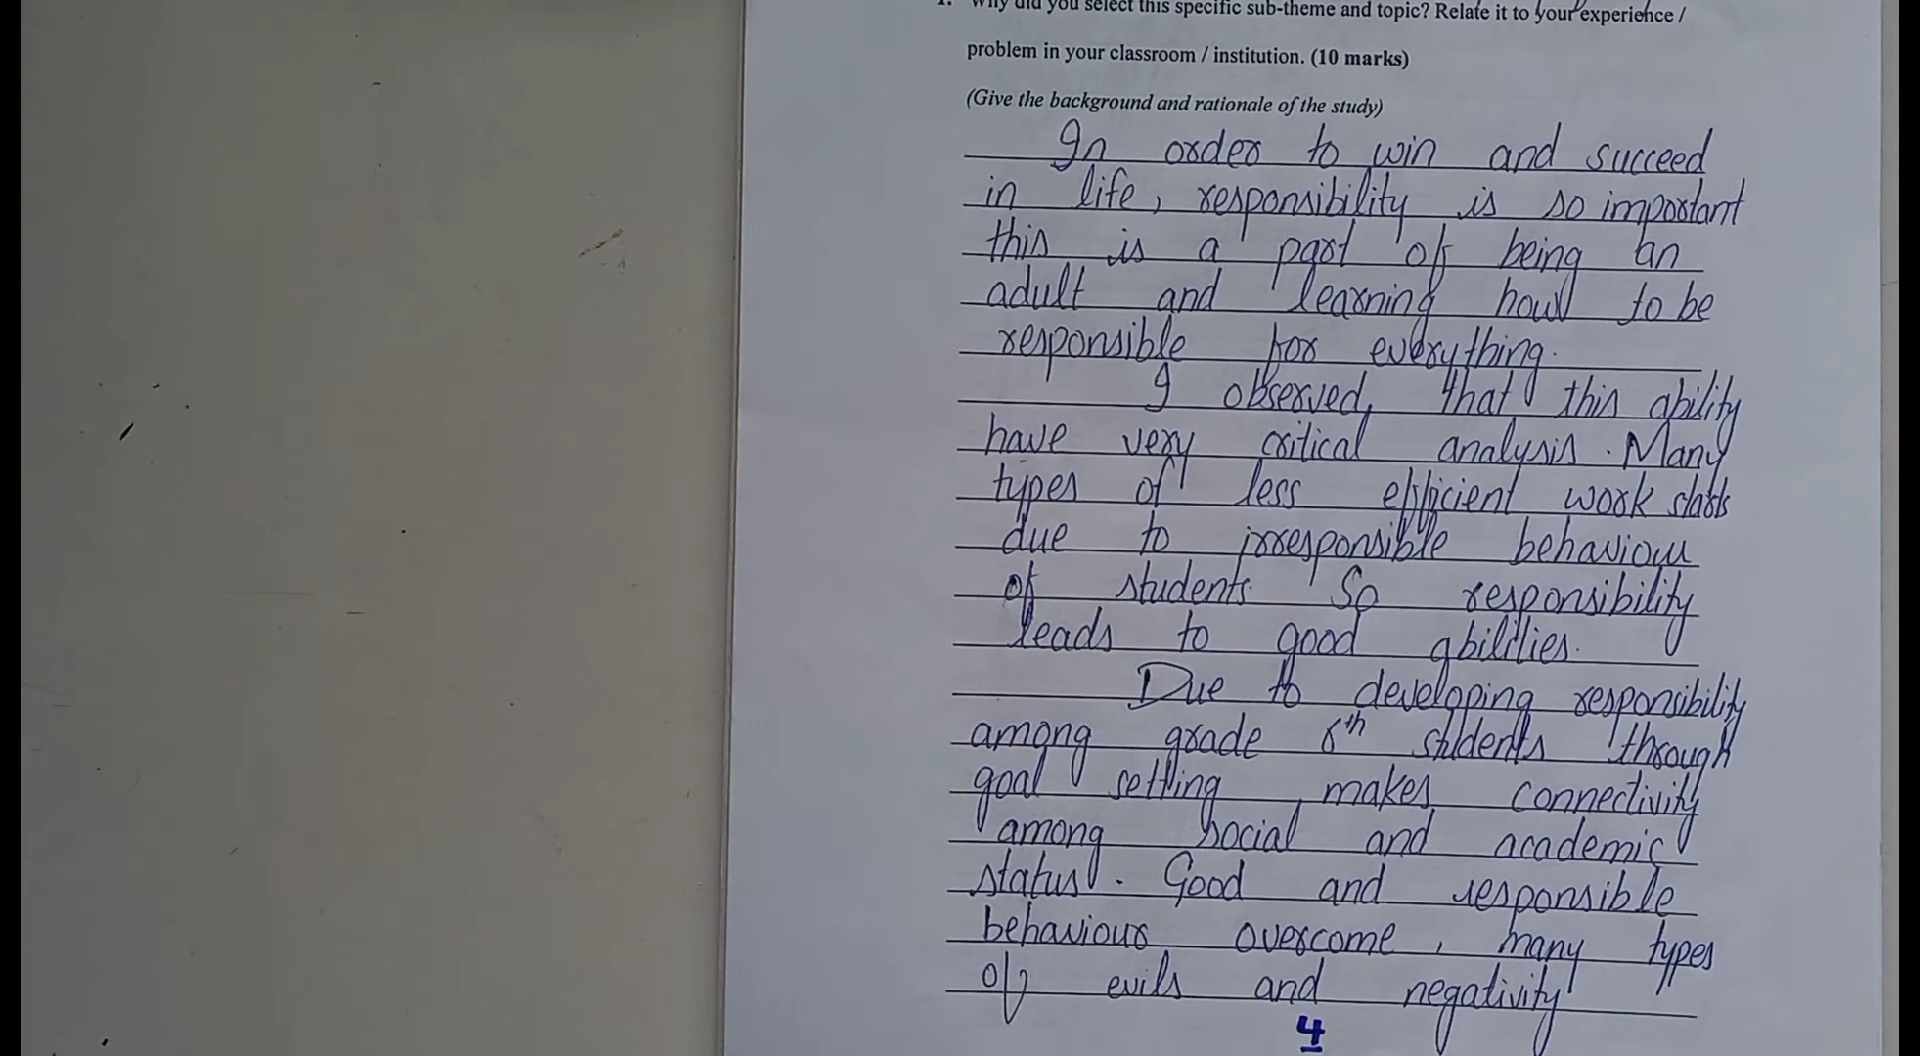 1. Why did you select this specific sub-theme and topic? Relate it to your experience /
problem in your classroom / institution. (10 marks)
(Give the background and rationale of the study)
In order to win and succeed
in life, responsibility is so important
this is a part of being an
adult and learning how to be
responsible for everything.
I observed, that this ability
have very critical analysis. Many
types of less efficient work
due to irresponsible behaviour
of students. So responsibility
leads to good abilities.
Due to developing responsibility
among grade 8th students through
goal setting, makes connectivity
among social and academic
status. Good and responsible
behaviour overcome, many types
of evils and negativity
4